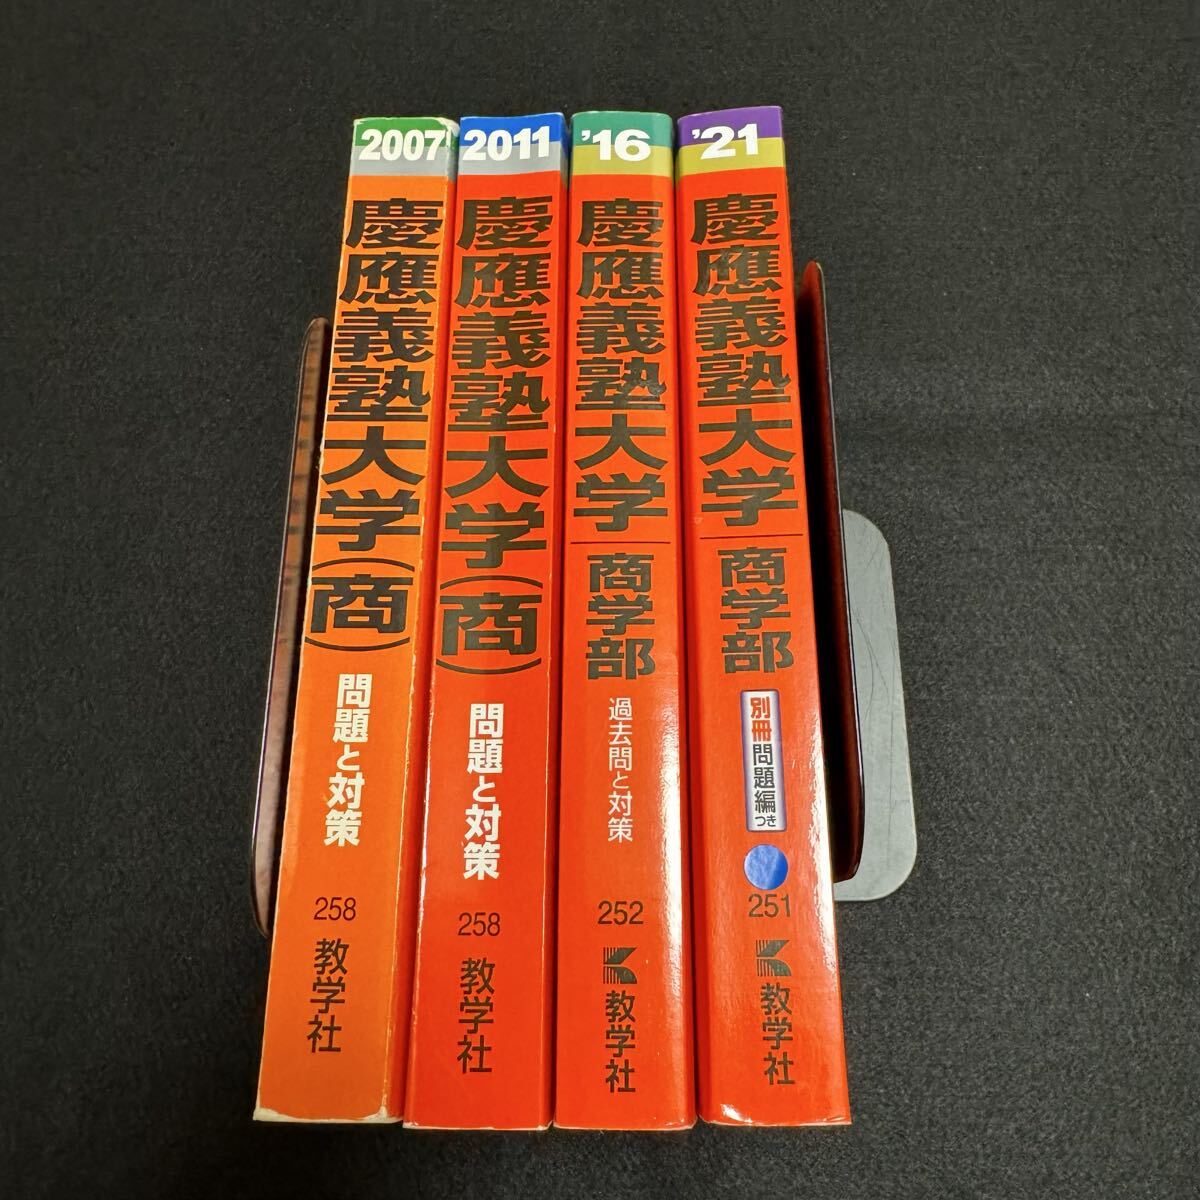 2007
慶應義塾大学(商)
問題と対策
258
教学社
2011
慶應義塾大学(商)
問題と対策
258
教学社
'16
慶應義塾大学
商学部
過去問と対策
252
教学社
'21
慶應義塾大学
商学部
別冊問題編つき
251
教学社